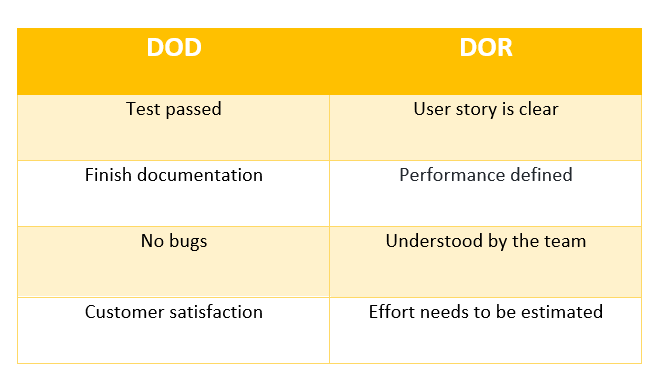 DOD DOR
Test passed User story is clear
Finish documentation Performance defined
No bugs Understood by the team
Customer satisfaction Effort needs to be estimated